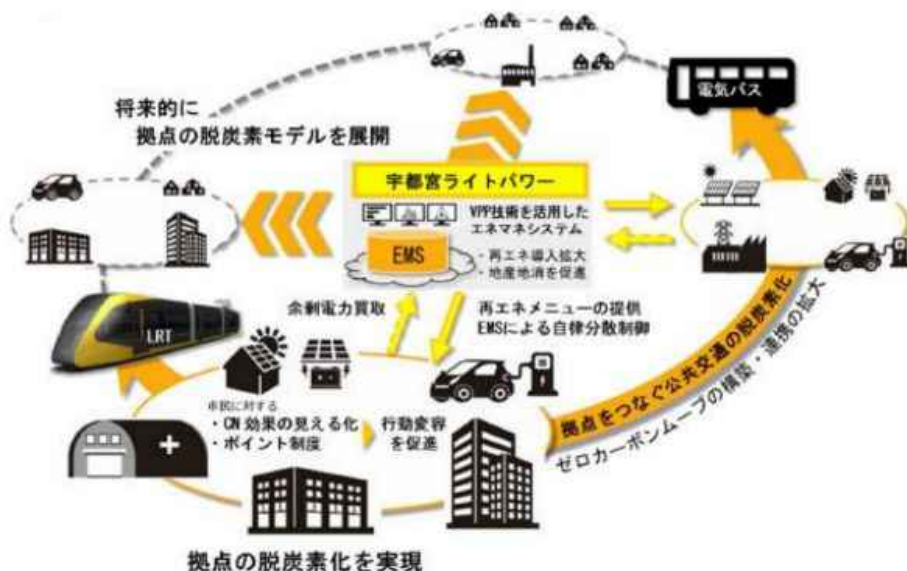 電気バス
将来的に
拠点の脱炭素モデルを展開
宇都宮ライトパワー
VPP技術を活用した
エネマネシステム
EMS
・再エネ導入拡大
・地産地消を促進
余剰電力買取
再エネメニューの提供
EMSによる自律分散制御
LRT
市民に対する
・CN効果の見える化
・ポイント制度
行動変容
を促進
拠点をつなぐ公共交通の脱炭素化
ゼロカーボンムーブの構築・連携の拡大
拠点の脱炭素化を実現